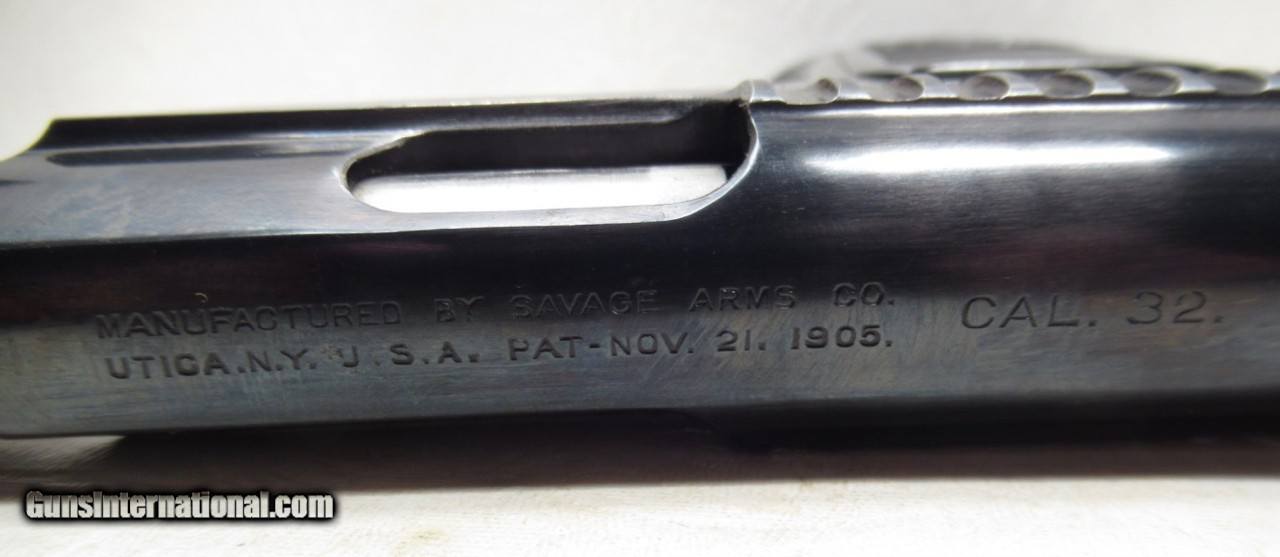 MANUFACTURED BY SAVAGE ARMS CO.
UTICA.N.Y. U.S.A. PAT-NOV. 21. 1905.
CAL. 32.
GunsInternational.com